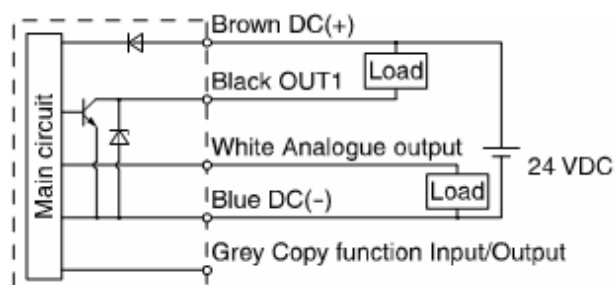 Brown DC(+)
Load
Black OUT1
Main circuit
White Analogue output
24 VDC
Load
Blue DC(−)
Grey Copy function Input/Output